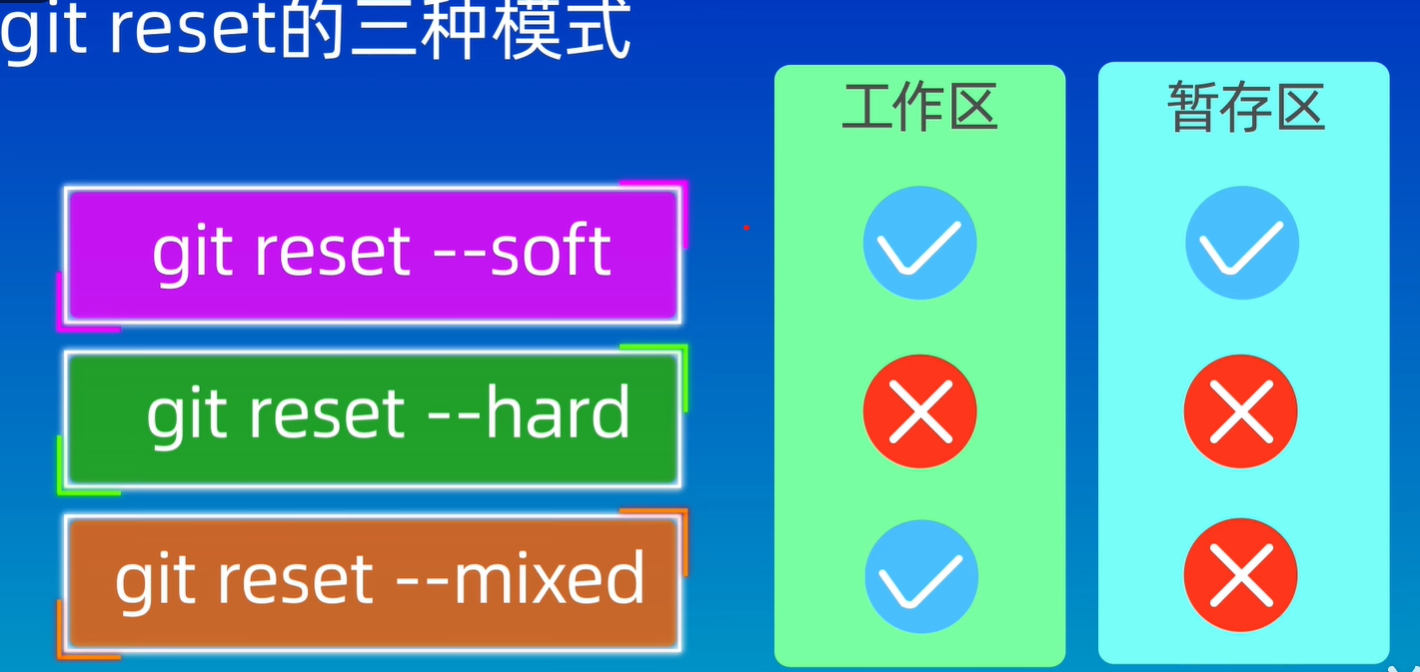 git reset的三种模式
工作区
暂存区
git reset --soft
git reset --hard
git reset --mixed